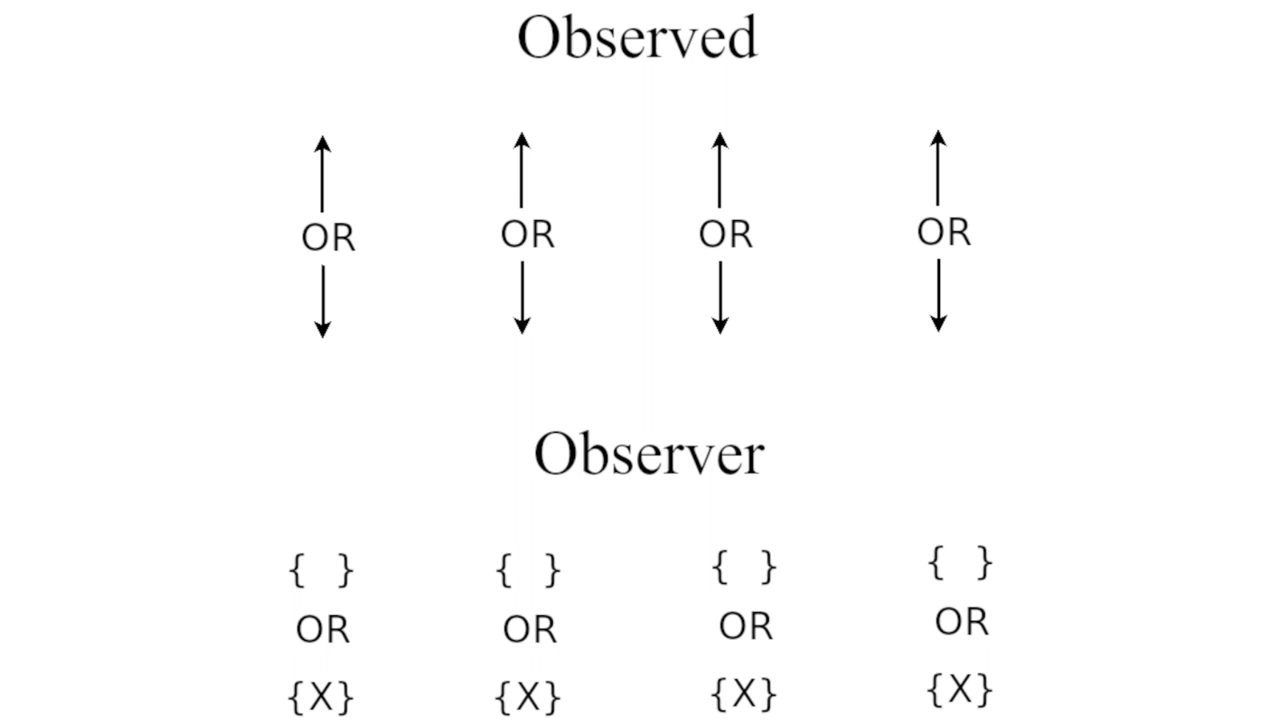 Observed
OR OR OR OR
Observer
{ } { } { } { }
OR OR OR OR
{X} {X} {X} {X}